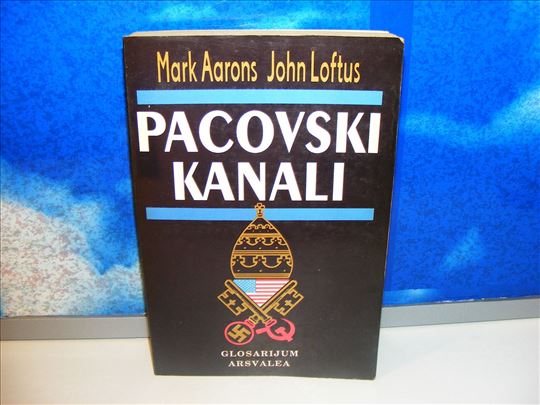 Mark Aarons John Loftus
PACOVSKI
KANALI
GLOSARIJUM
ARSVALEA